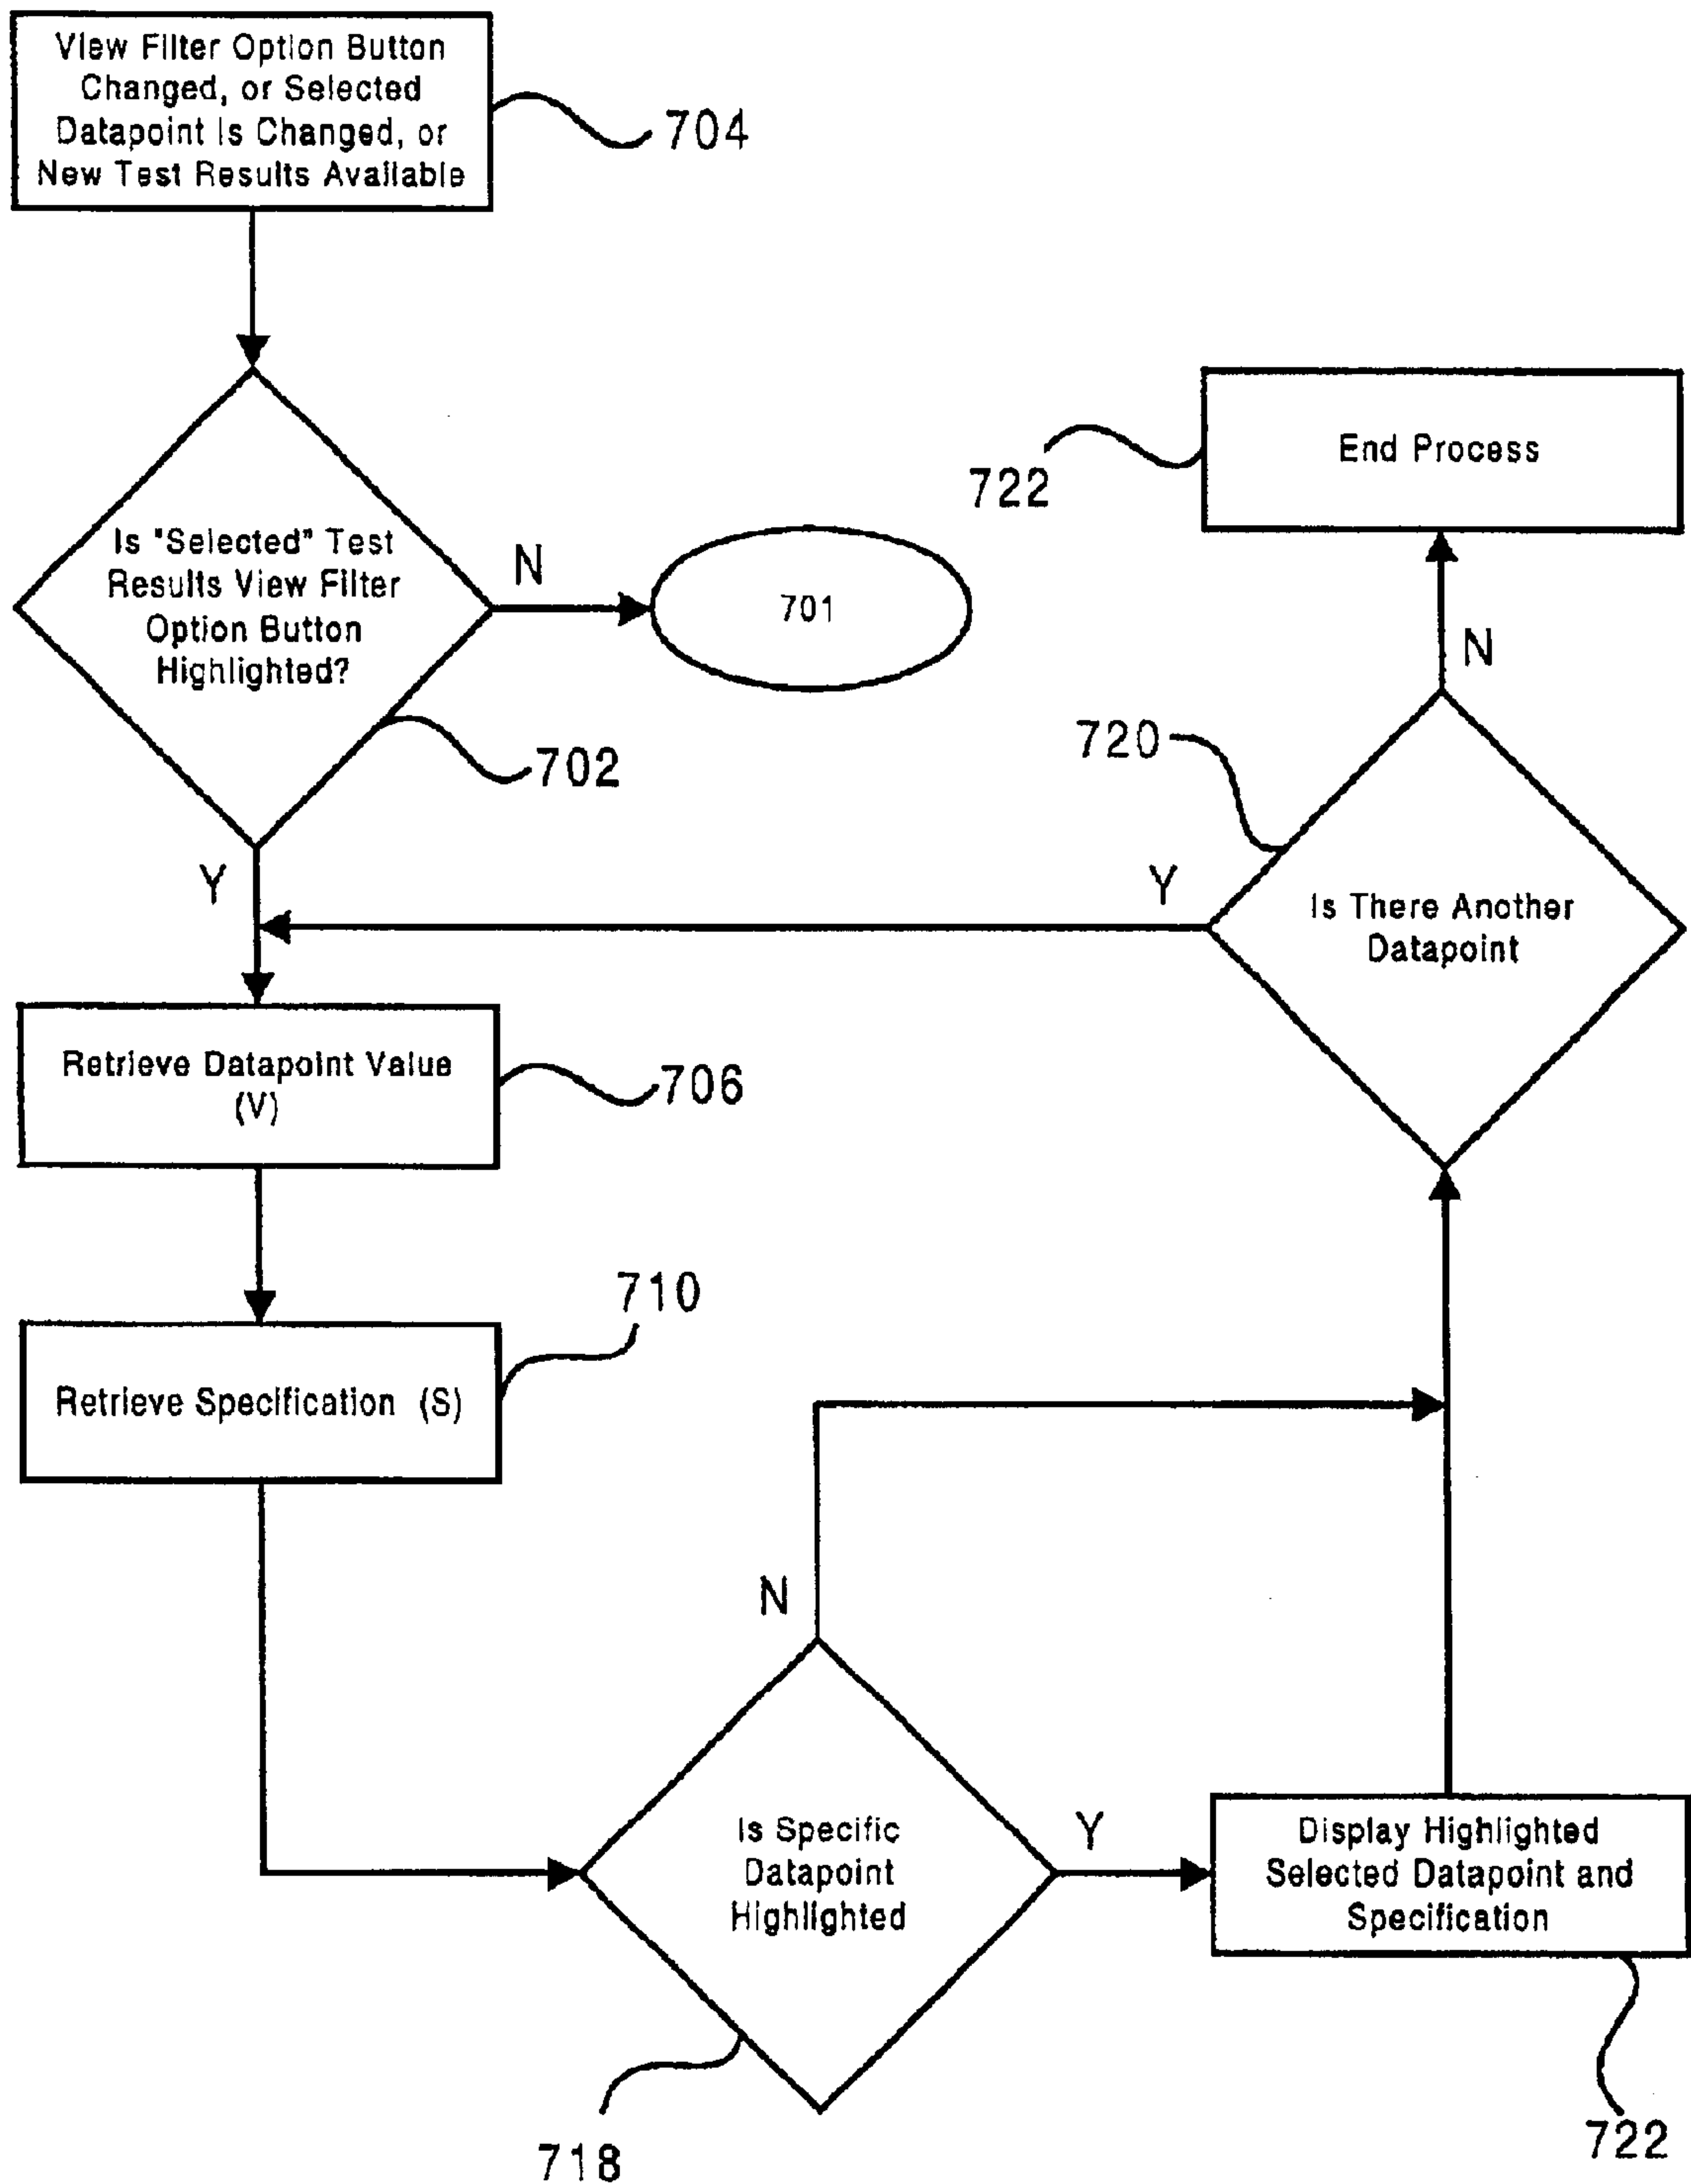 View Filter Option Button
Changed, or Selected
Datapoint Is Changed, or
New Test Results Available
704
Is "Selected" Test
Results View Filter
Option Button
Highlighted?
N
701
702
Y
End Process
722
N
720
Y
Is There Another
Datapoint
Retrieve Datapoint Value
(V)
706
710
Retrieve Specification (S)
N
Is Specific
Datapoint
Highlighted
Y
718
Display Highlighted
Selected Datapoint and
Specification
722